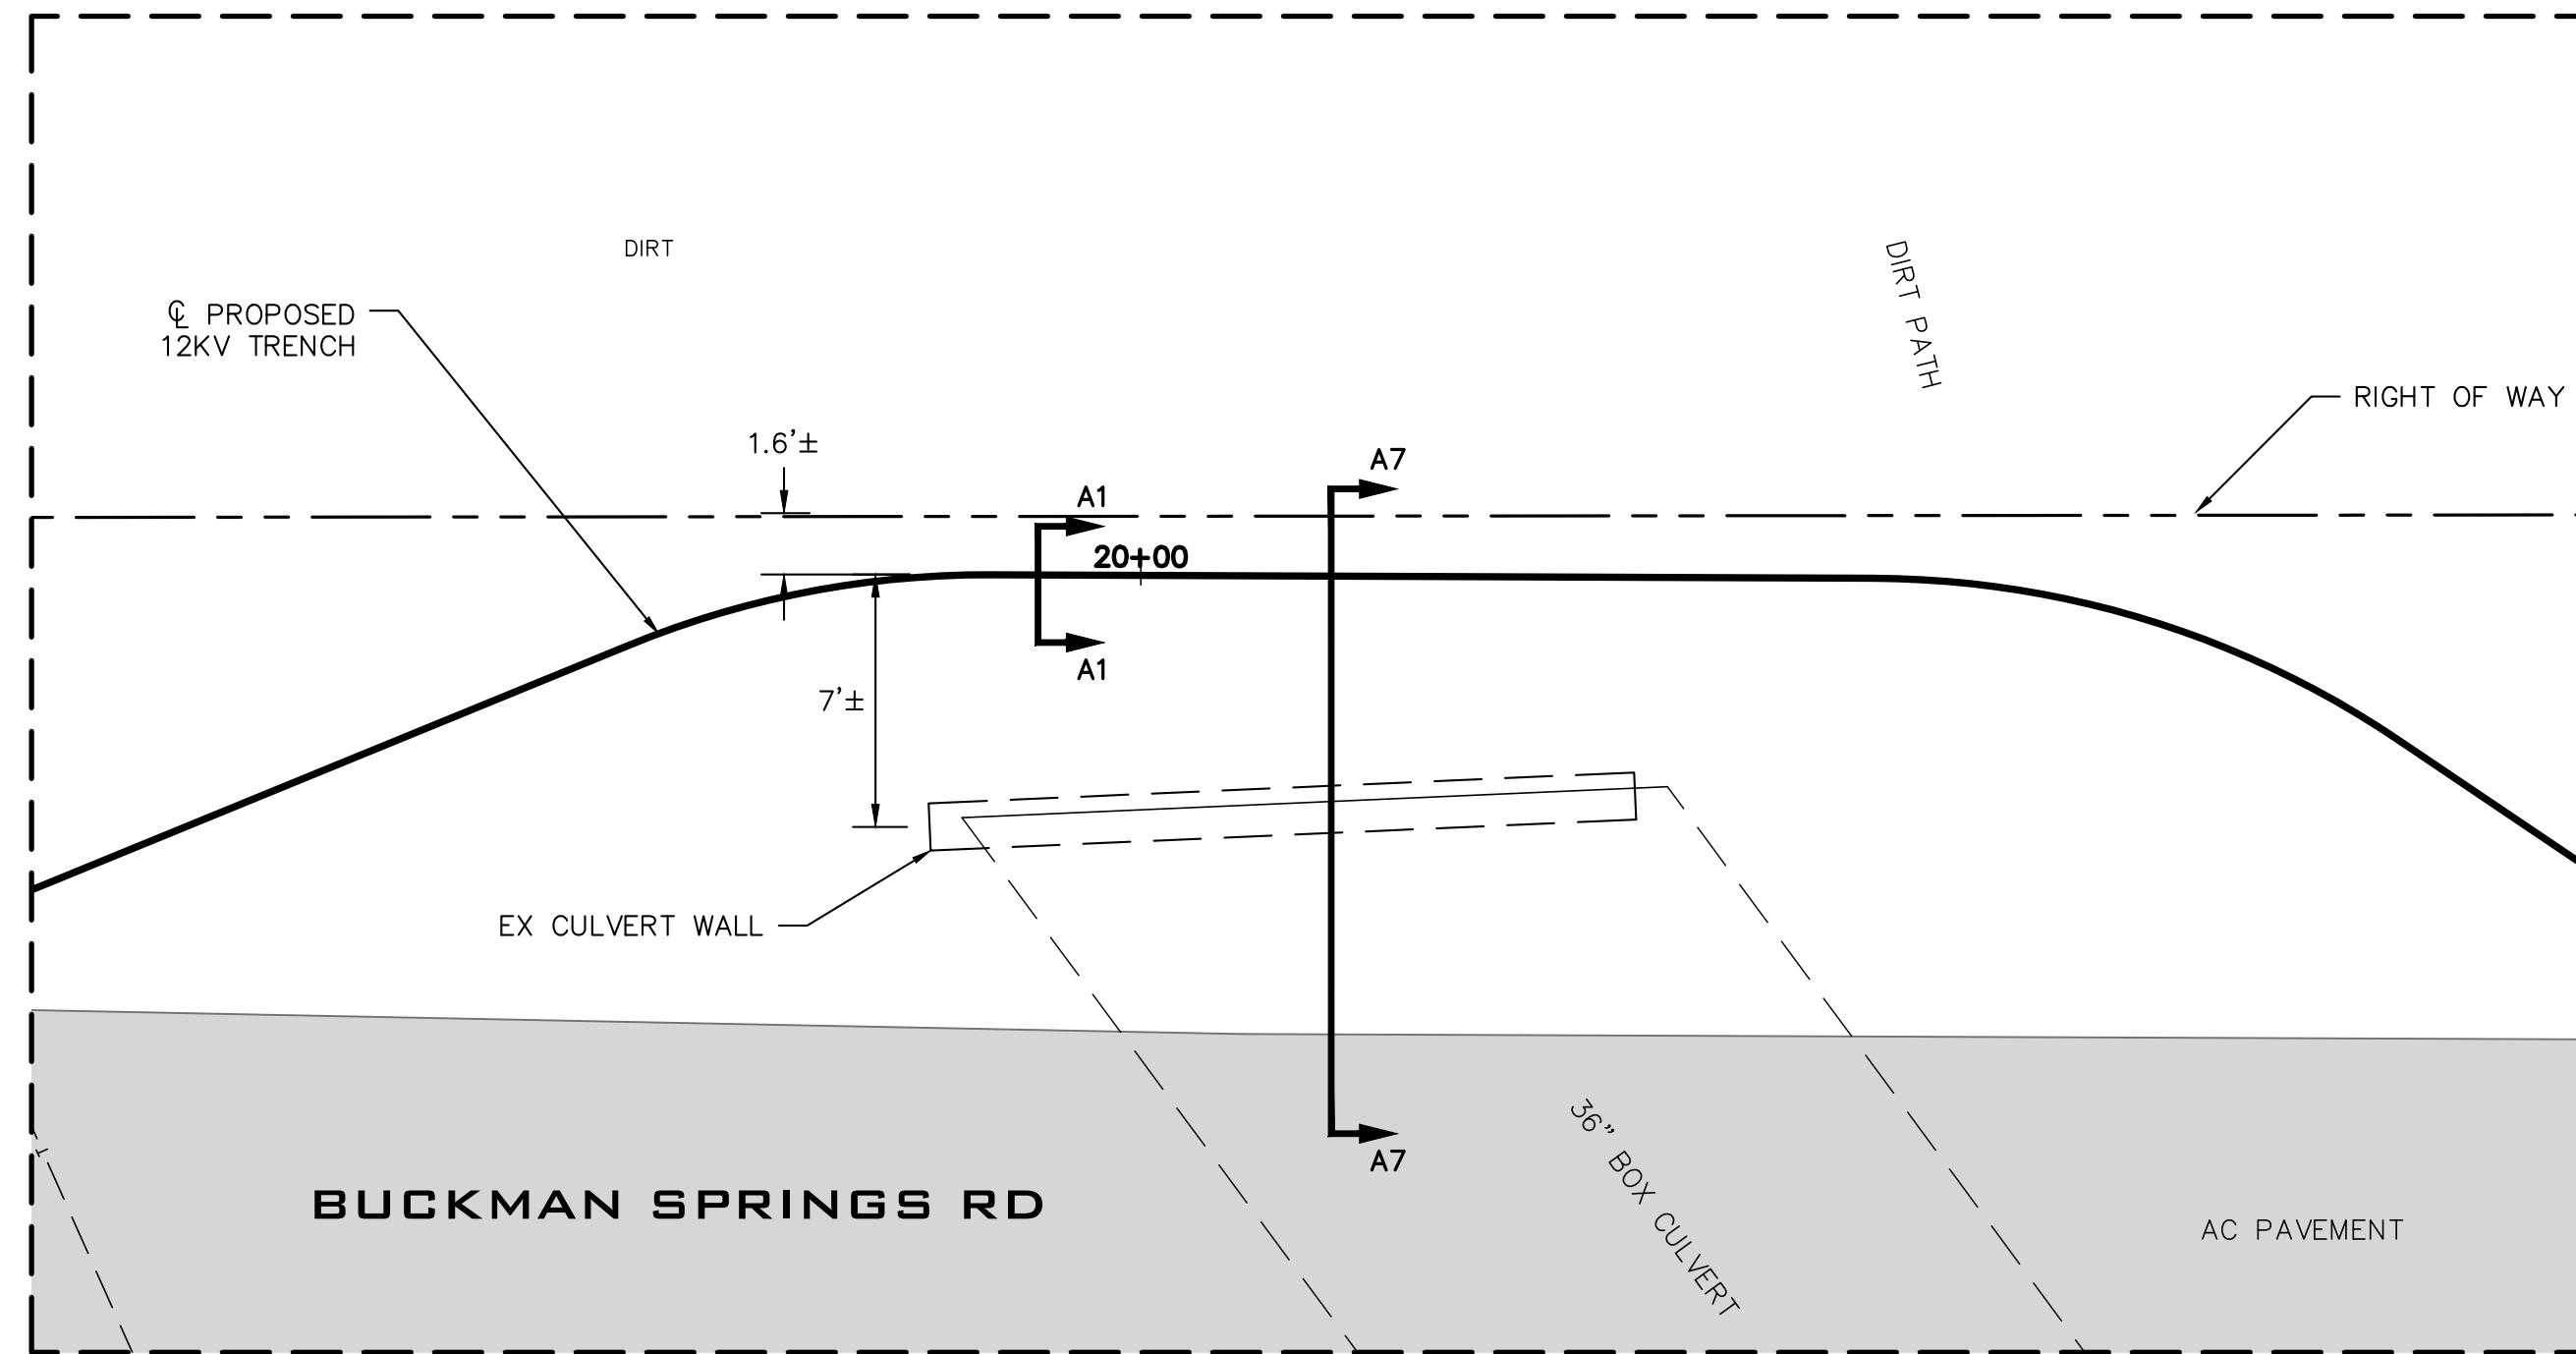 DIRT
DIRT PATH
℄ PROPOSED
12KV TRENCH
RIGHT OF WAY
1.6'±
A7
A1
20+00
A1
7'±
EX CULVERT WALL
36" BOX CULVERT
T
A7
BUCKMAN SPRINGS RD
AC PAVEMENT